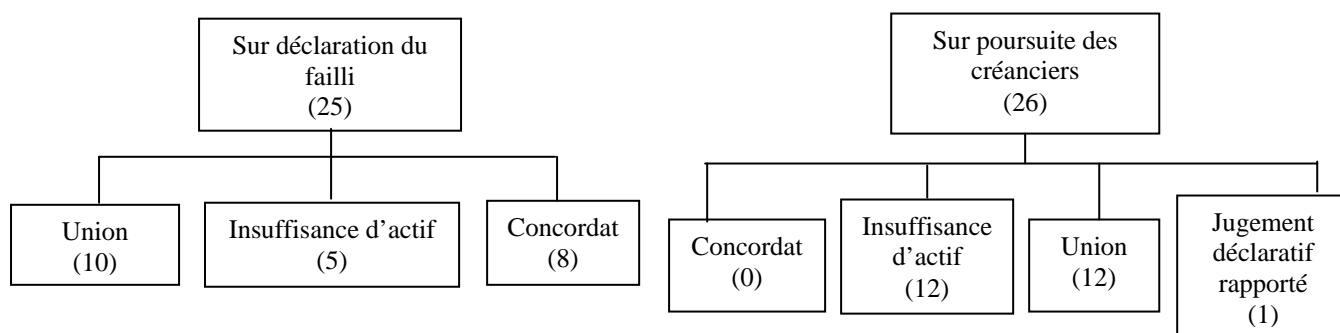 Sur déclaration du
failli
(25)
Union
(10)
Insuffisance d’actif
(5)
Concordat
(8)
Sur poursuite des
créanciers
(26)
Concordat
(0)
Insuffisance
d’actif
(12)
Union
(12)
Jugement
déclaratif
rapporté
(1)